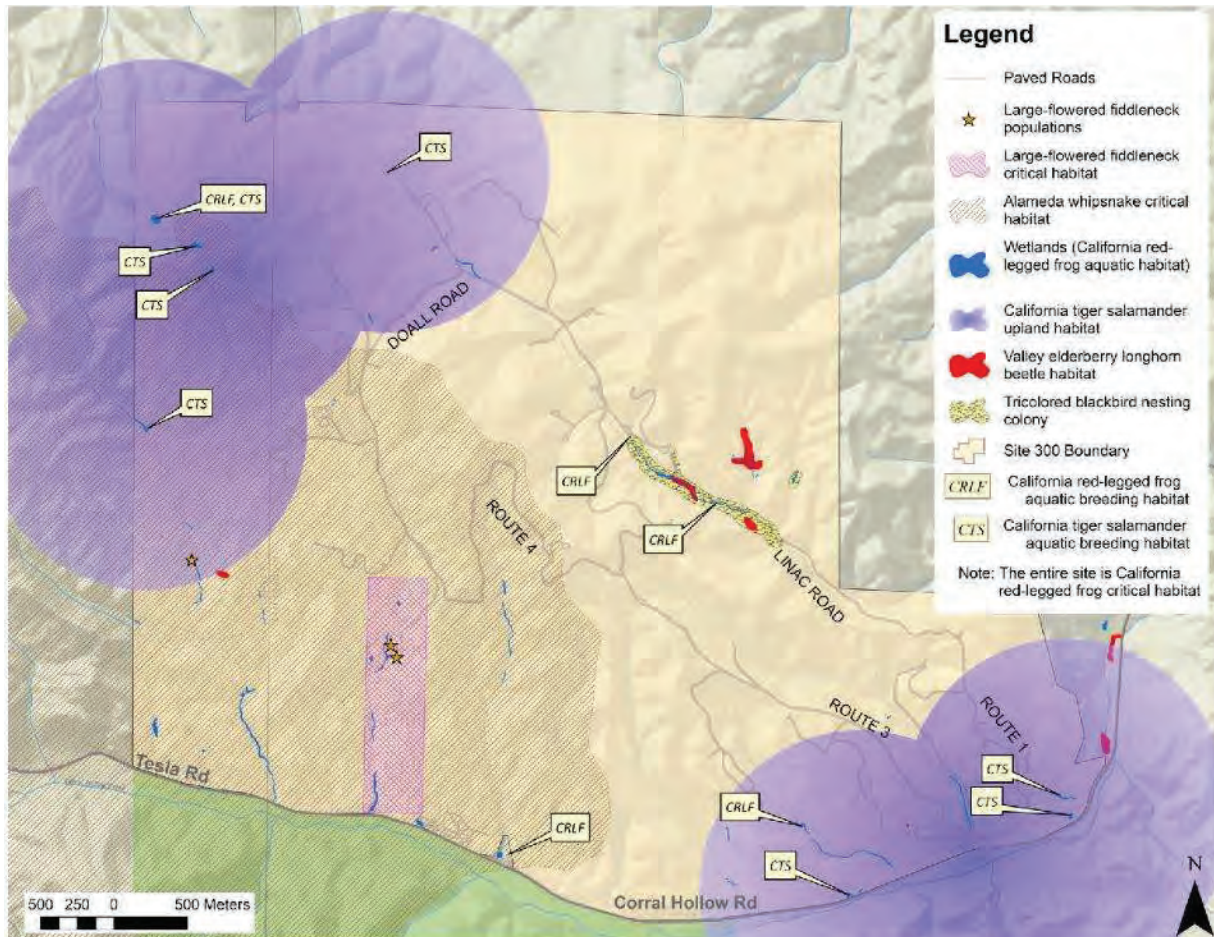 Legend
Paved Roads
Large-flowered fiddleneck
populations
Large-flowered fiddleneck
critical habitat
Alameda whipsnake critical
habitat
Wetlands (California red-
legged frog aquatic habitat)
California tiger salamander
upland habitat
Valley elderberry longhorn
beetle habitat
Tricolored blackbird nesting
colony
Site 300 Boundary
CRLF
California red-legged frog
aquatic breeding habitat
CTS
California tiger salamander
aquatic breeding habitat
Note: The entire site is California
red-legged frog critical habitat
CTS
CRLF, CTS
CTS
CTS
DOALL ROAD
CTS
CRLF
ROUTE 4
CRLF
LINAC ROAD
ROUTE 3
ROUTE 1
Tesla Rd
CTS
CRLF
CTS
CRLF
CTS
Corral Hollow Rd
N
500 250 0 500 Meters